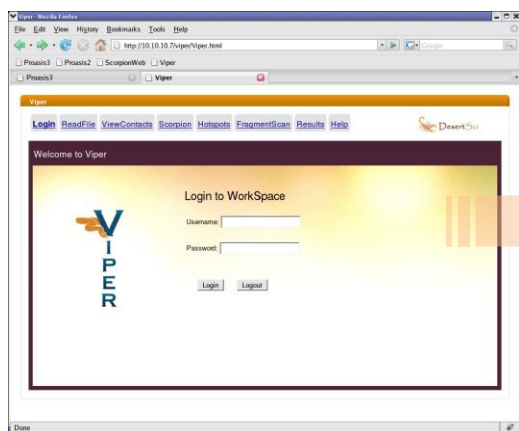 Viper - Mozilla Firefox
File Edit View History Bookmarks Tools Help
http://10.10.10.7/viper/Viper.html
Google
Proasis3 Proasis2 ScorpionWeb Viper
Proasis3 Viper
Viper
Login ReadFile ViewContacts Scorpion Hotspots FragmentScan Results Help
DesertSci
Welcome to Viper
Login to WorkSpace
Username:
Password:
Login Logout
VIPER
Done